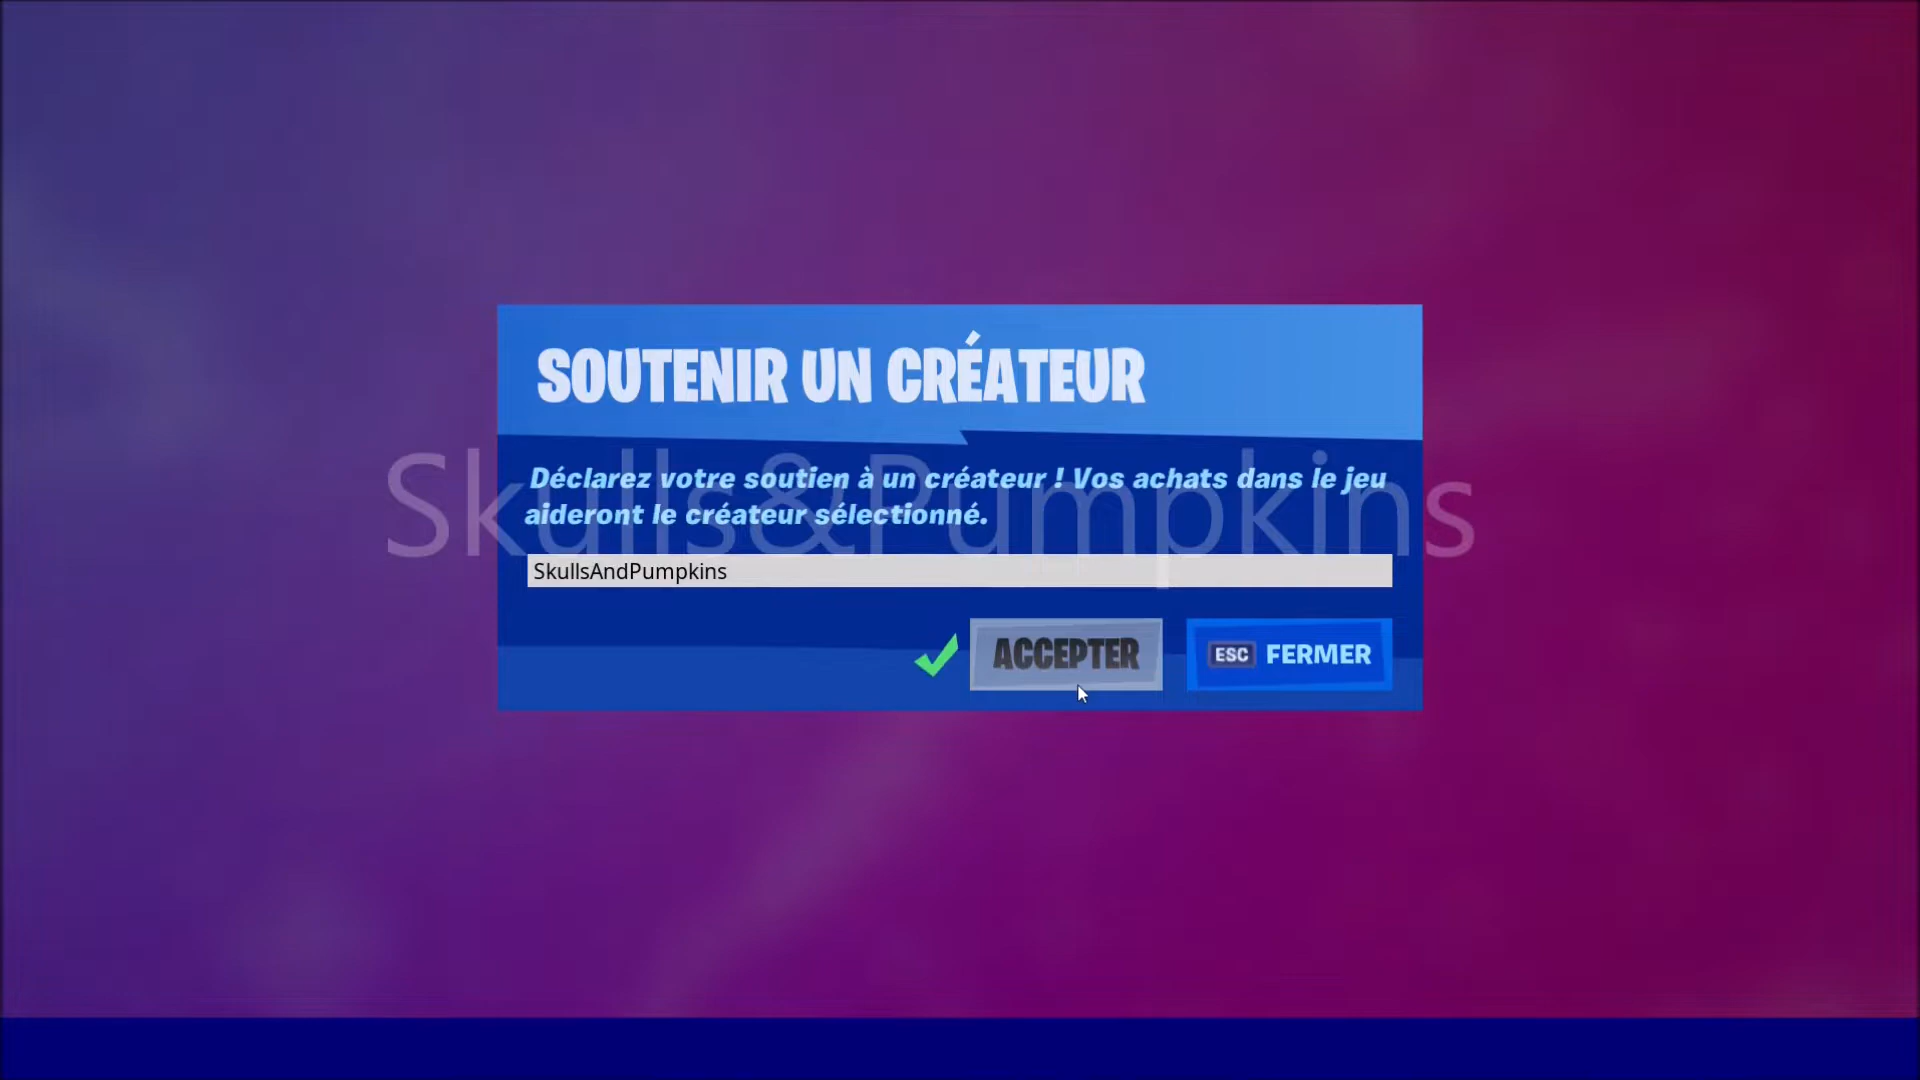 SOUTENIR UN CRÉATEUR
Déclarez votre soutien à un créateur ! Vos achats dans le jeu
aideront le créateur sélectionné.
Skulls&Pumpkins
SkullsAndPumpkins
ACCEPTER
ESC FERMER